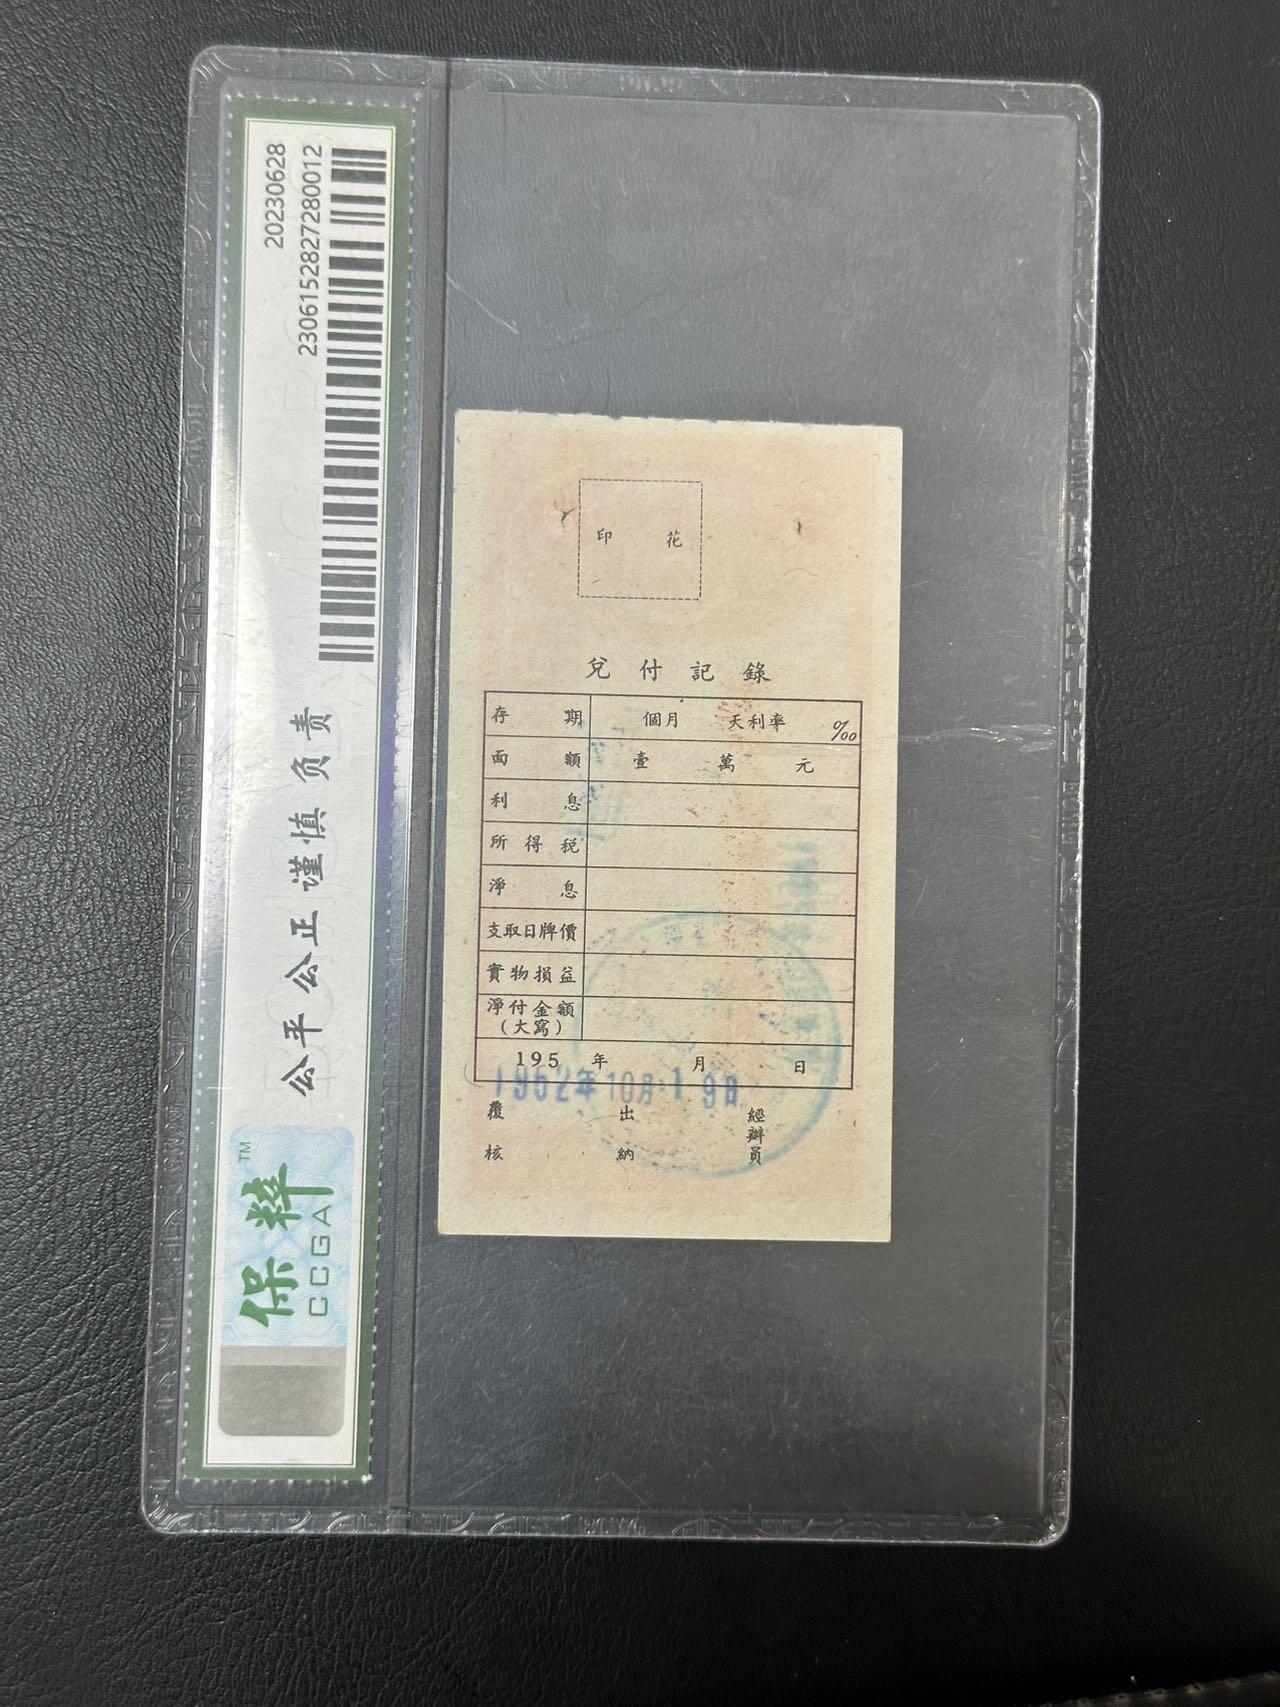 20230628
2306152827280012
公平公正 谨慎负责
保粹™
CCGA
印 花
兌付記錄
存期 個月 天利率 ‱
面額 壹萬元
利息
所得稅
淨息
支取日牌價
實物損益
淨付金額
(大寫)
195 年 月 日
1952年10月19日
覆核 出納 經辦員